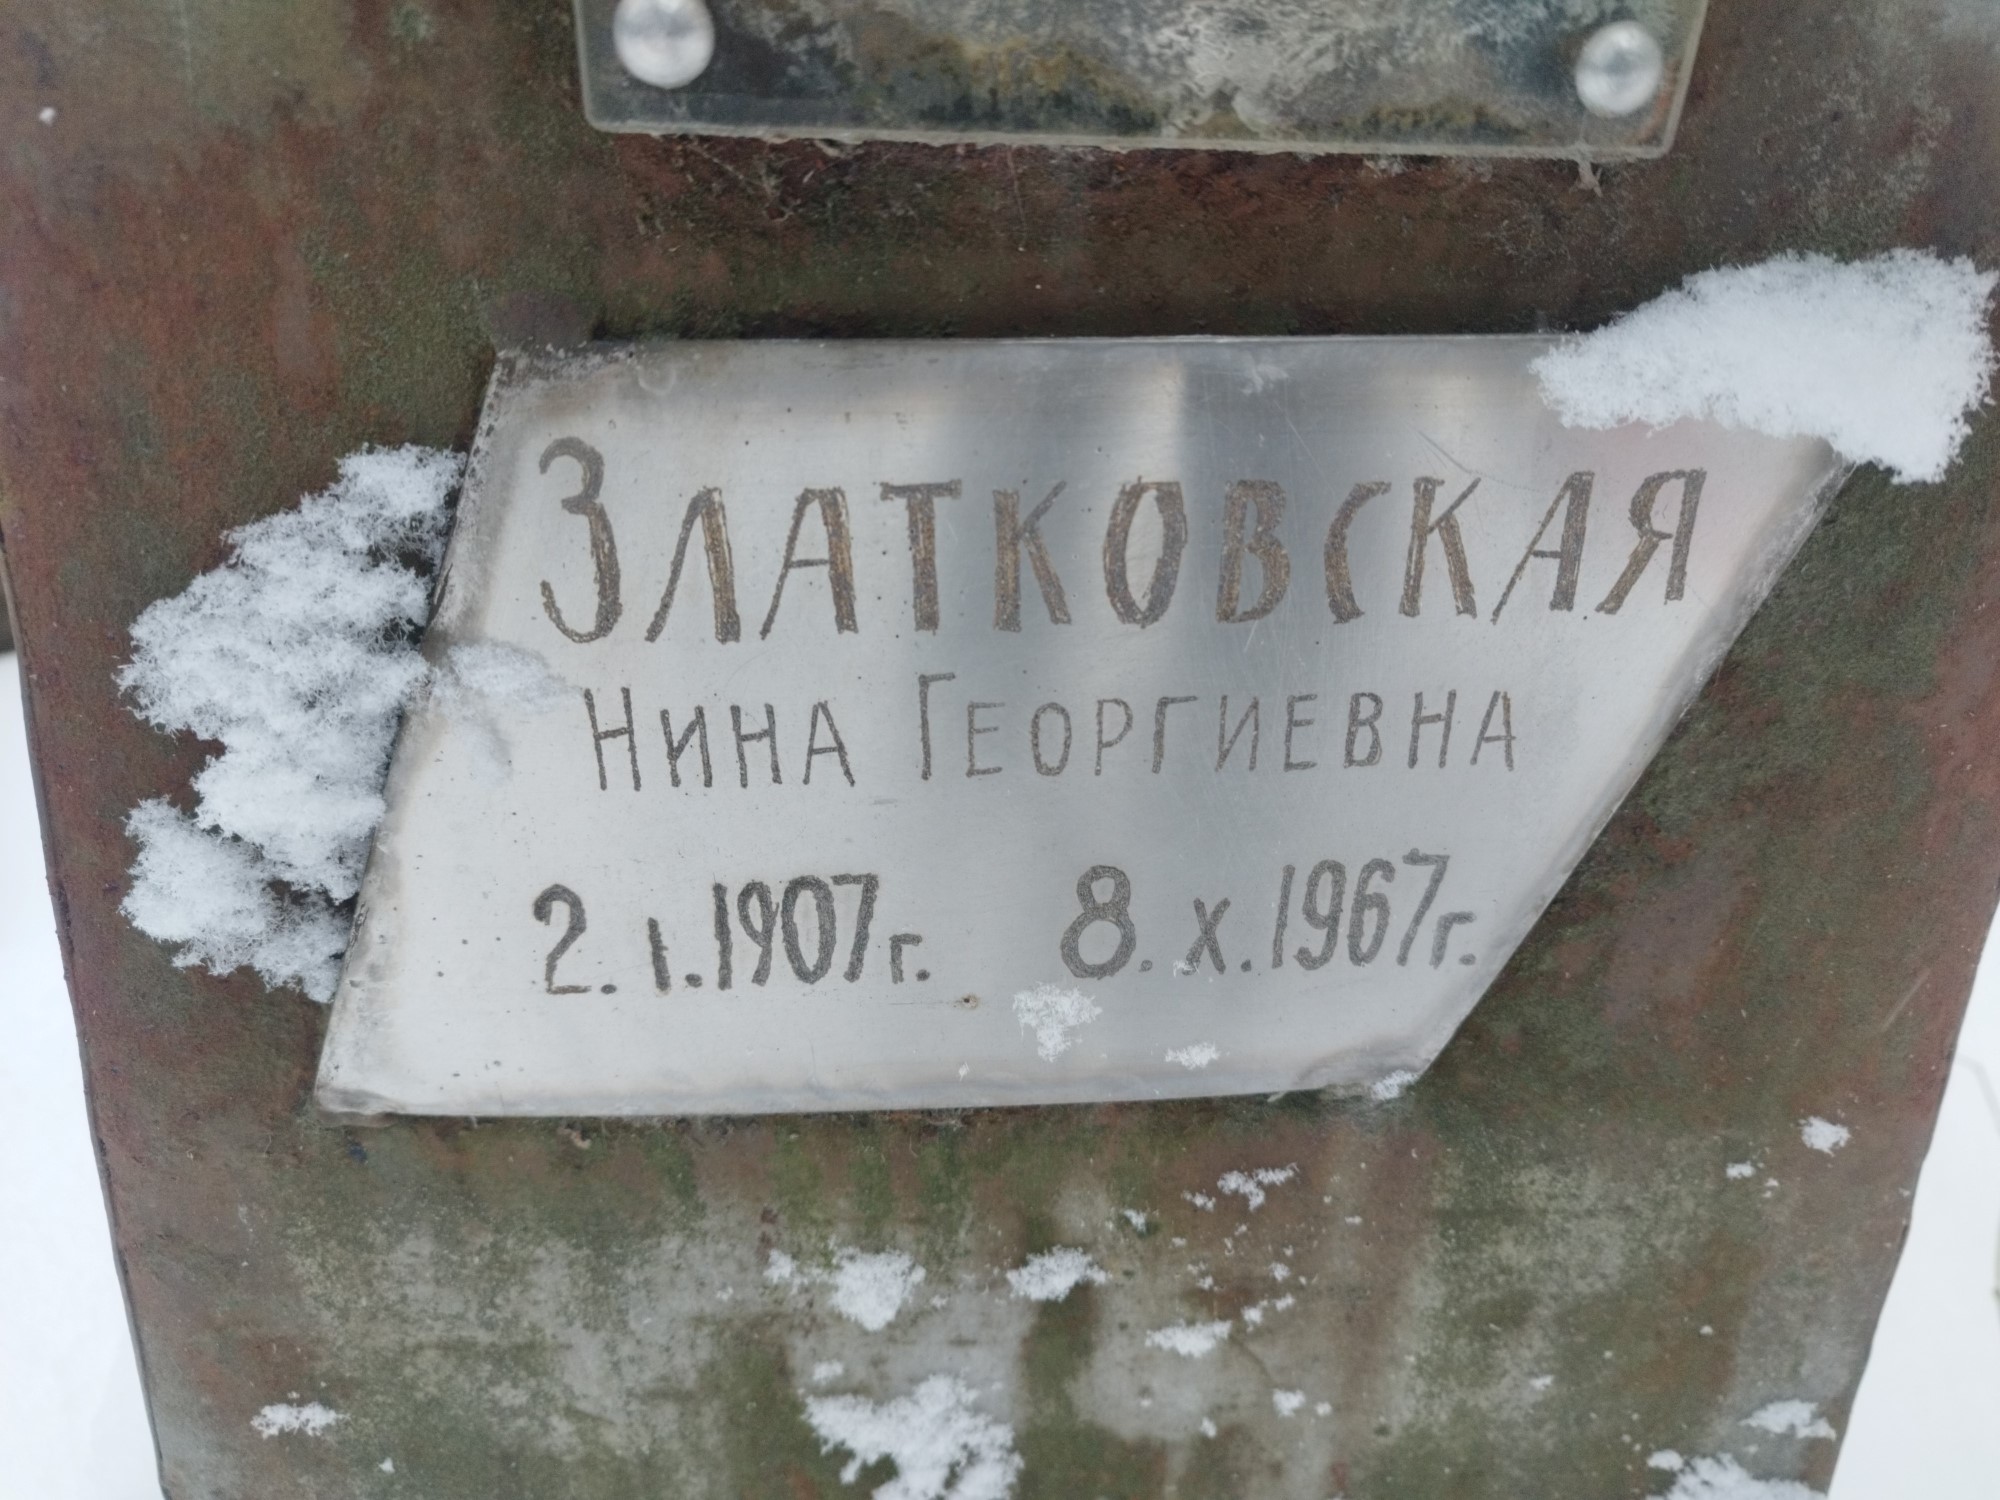 Златковская
Нина Георгиевна
2.I.1907г. 8.X.1967г.